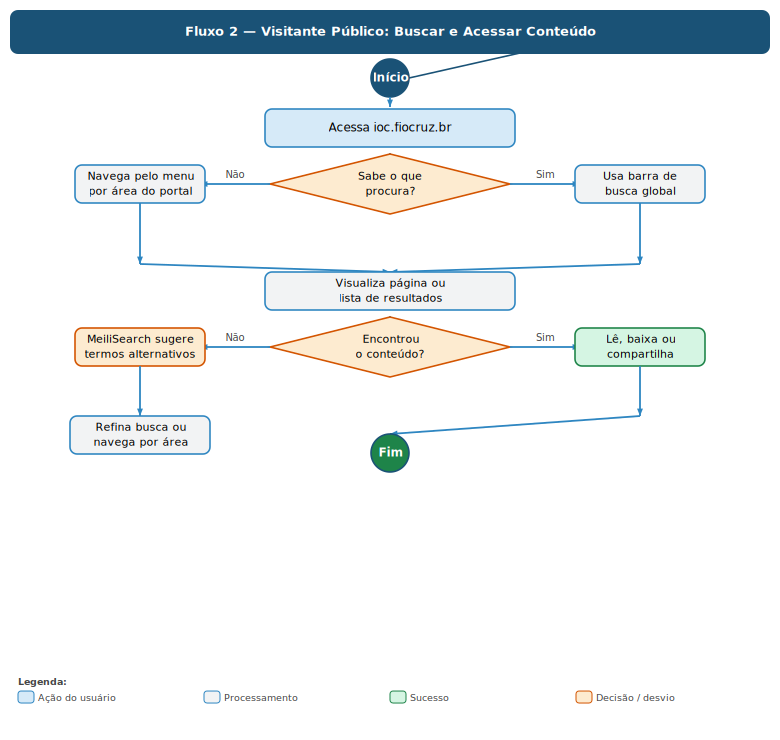 Fluxo 2 — Visitante Público: Buscar e Acessar Conteúdo
Início
Acessa ioc.fiocruz.br
Navega pelo menu
por área do portal
Não
Sabe o que
procura?
Sim
Usa barra de
busca global
Visualiza página ou
lista de resultados
MeiliSearch sugere
termos alternativos
Não
Encontrou
o conteúdo?
Sim
Lê, baixa ou
compartilha
Refina busca ou
navega por área
Fim
Legenda:
Ação do usuário
Processamento
Sucesso
Decisão / desvio